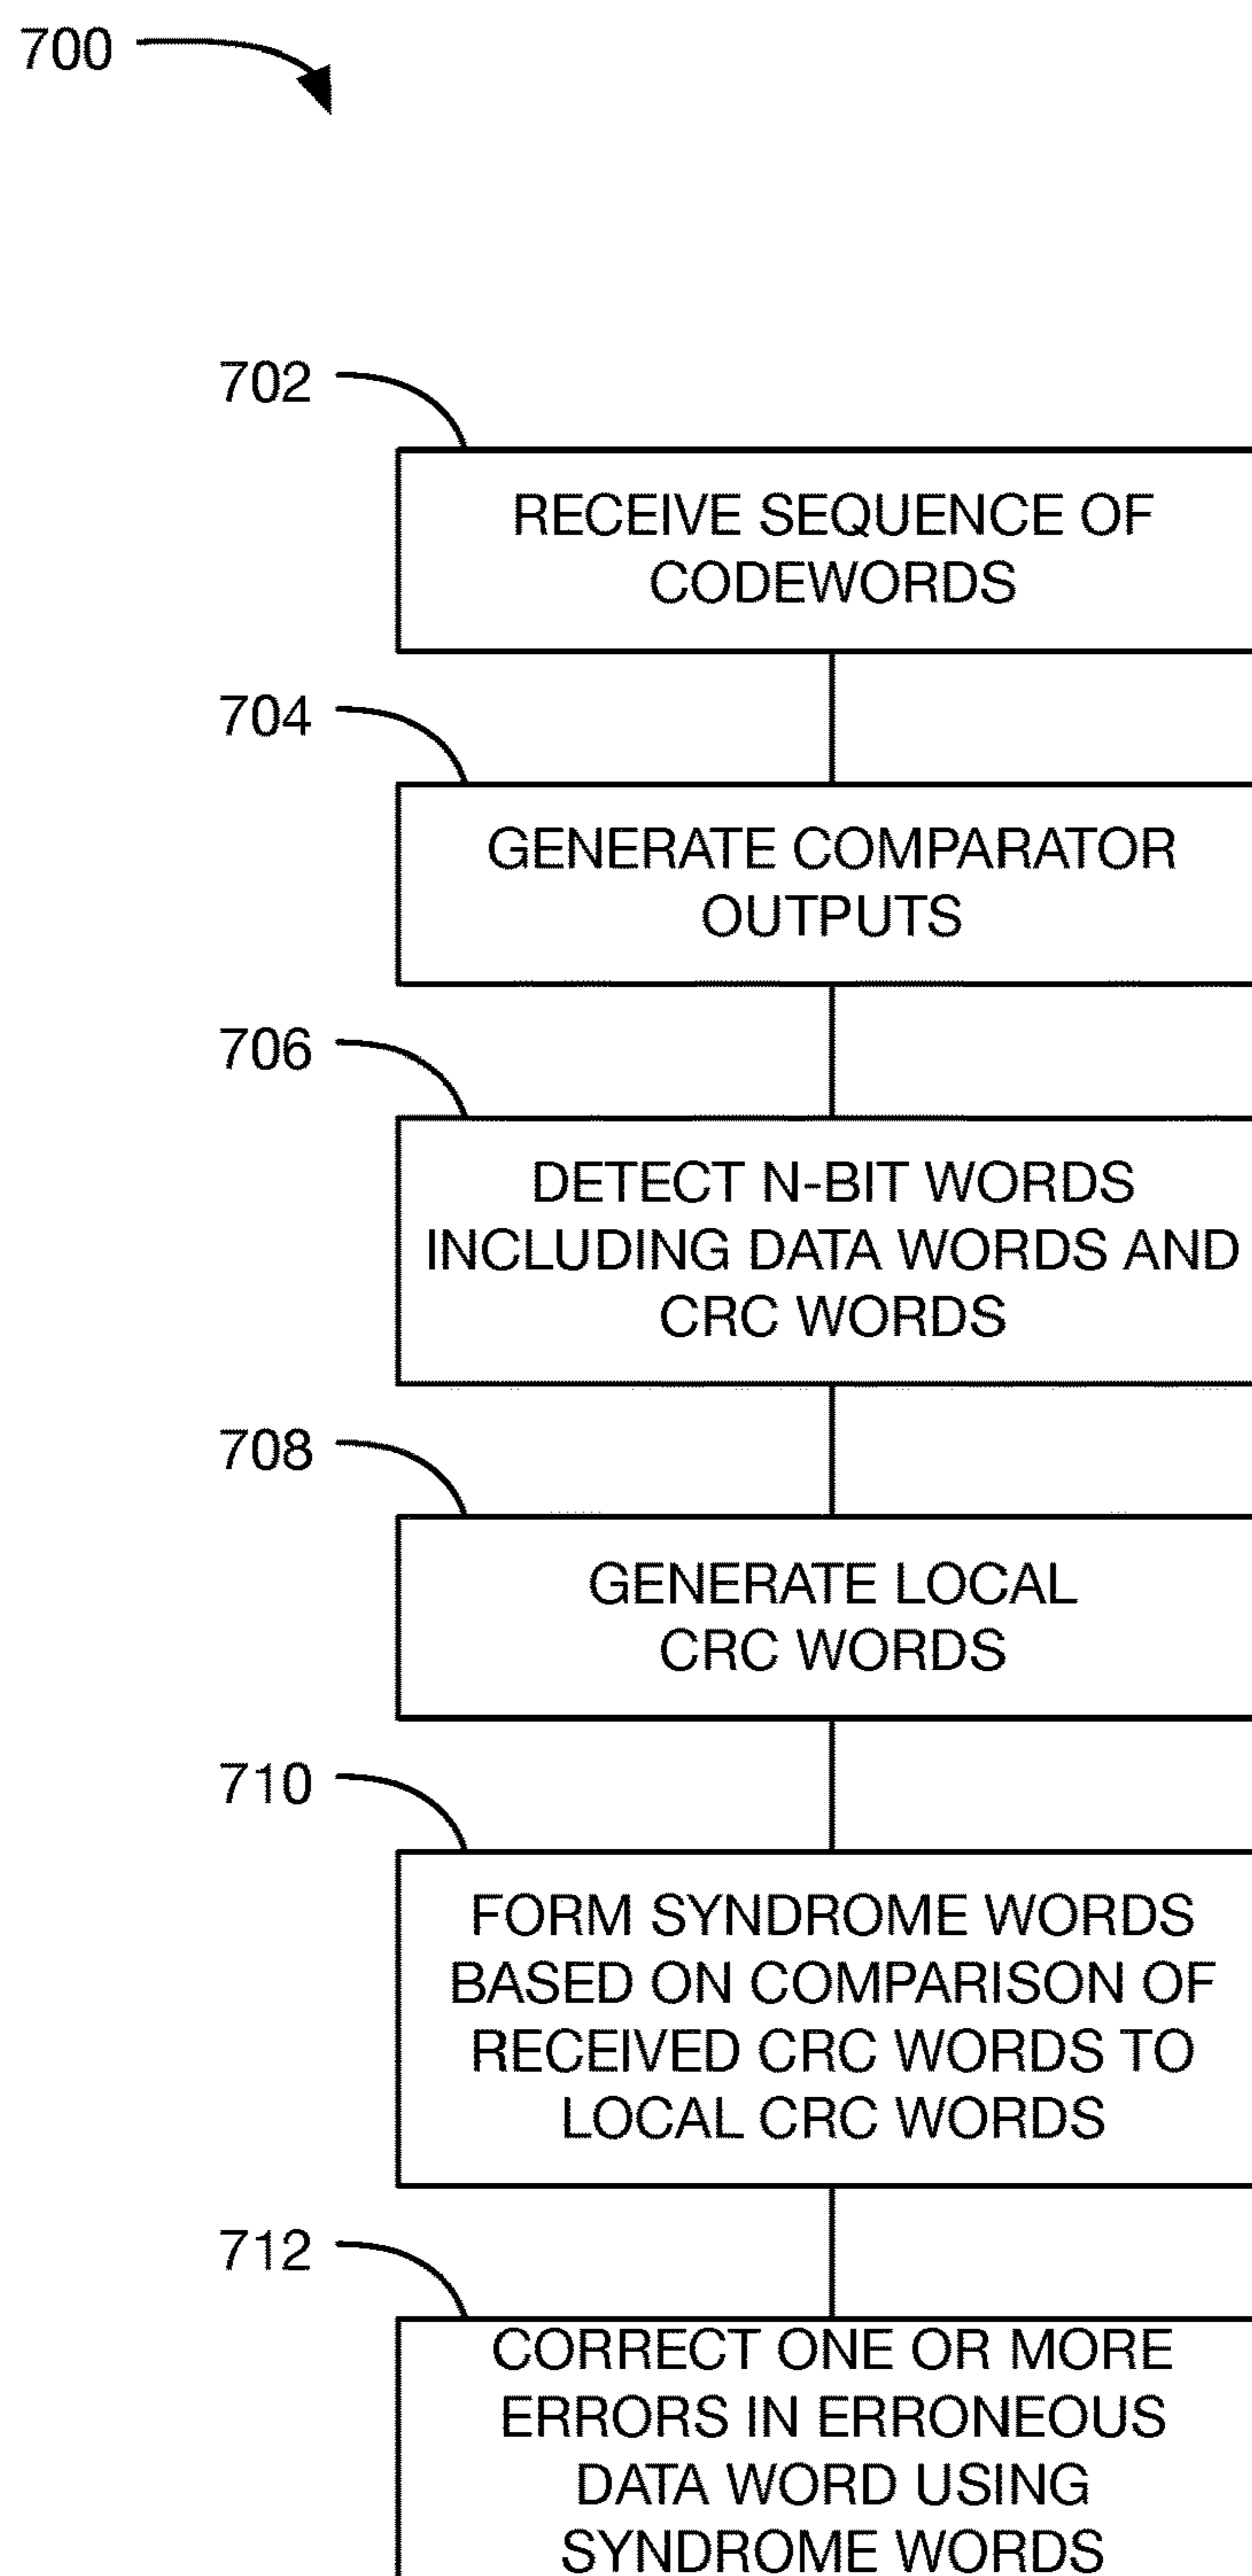 700
702
RECEIVE SEQUENCE OF
CODEWORDS
704
GENERATE COMPARATOR
OUTPUTS
706
DETECT N-BIT WORDS
INCLUDING DATA WORDS AND
CRC WORDS
708
GENERATE LOCAL
CRC WORDS
710
FORM SYNDROME WORDS
BASED ON COMPARISON OF
RECEIVED CRC WORDS TO
LOCAL CRC WORDS
712
CORRECT ONE OR MORE
ERRORS IN ERRONEOUS
DATA WORD USING
SYNDROME WORDS